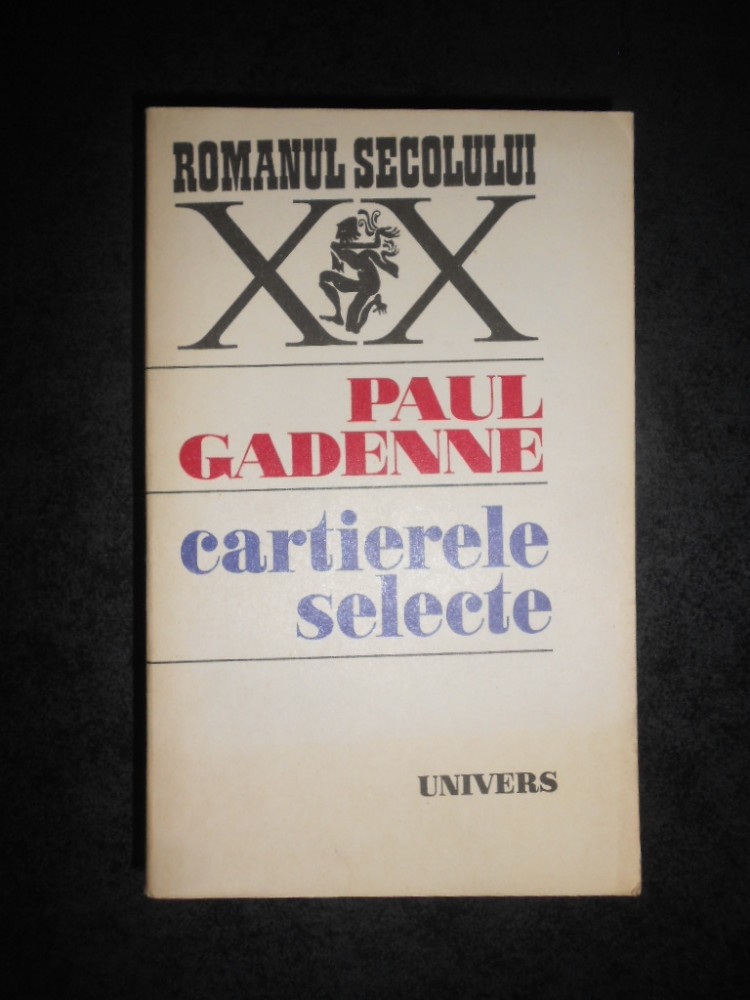 ROMANUL SECOLULUI
XX
PAUL
GADENNE
cartierele
selecte
UNIVERS